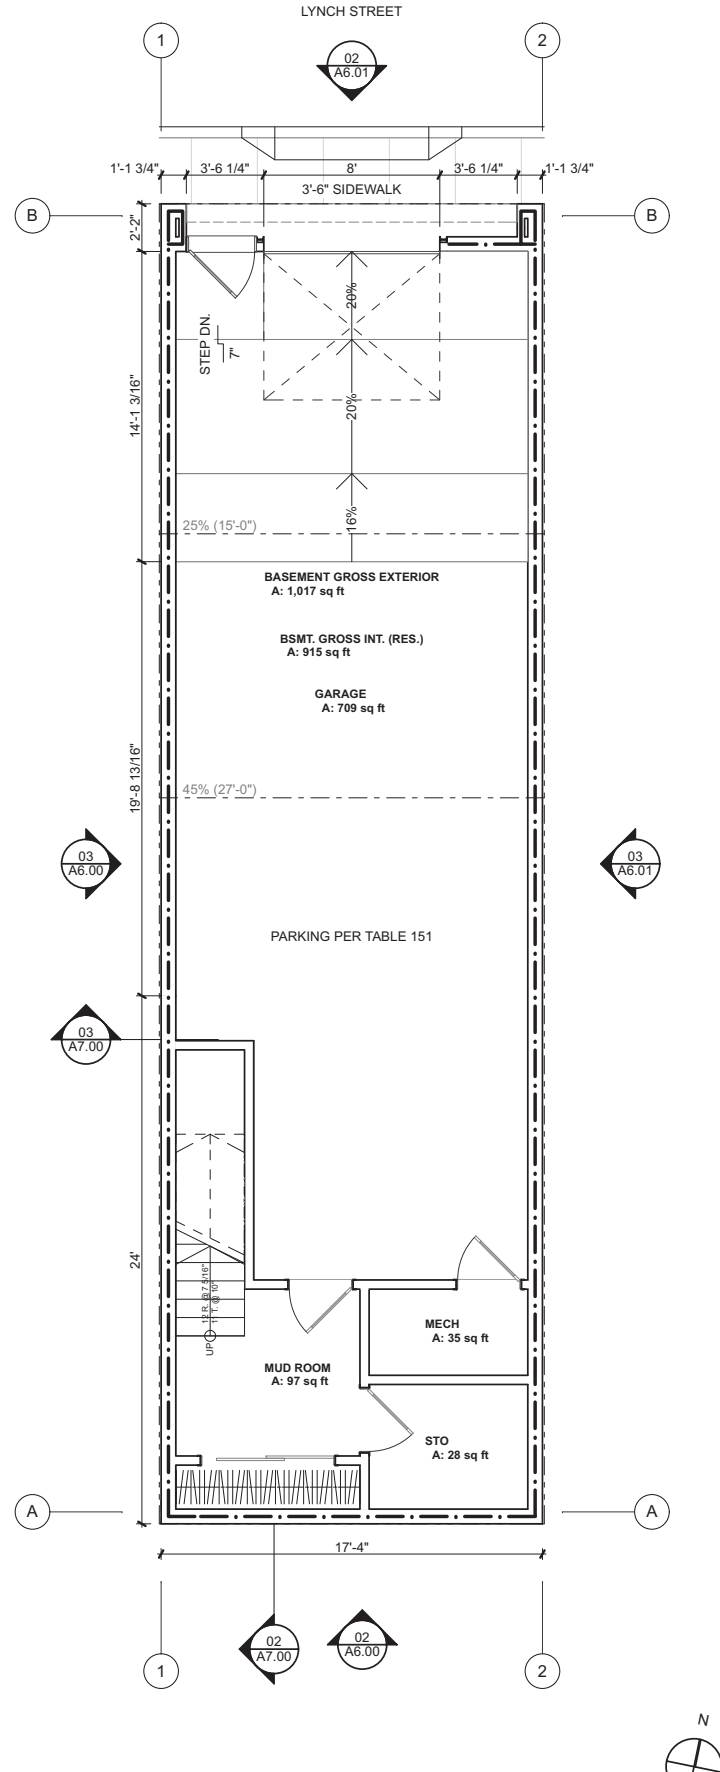 LYNCH STREET
1
2
02
A6.01
1'-1 3/4"
3'-6 1/4"
8'
3'-6 1/4"
1'-1 3/4"
3'-6" SIDEWALK
B
B
2'-2"
20%
STEP DN.
7"
14'-1 3/16"
20%
16%
25% (15'-0")
BASEMENT GROSS EXTERIOR
A: 1,017 sq ft
BSMT. GROSS INT. (RES.)
A: 915 sq ft
GARAGE
A: 709 sq ft
19'-8 13/16"
45% (27'-0")
03
A6.00
03
A6.01
PARKING PER TABLE 151
03
A7.00
24'
12 R. @ 7 5/16"
11 T. @ 10"
UP
MECH
A: 35 sq ft
MUD ROOM
A: 97 sq ft
STO
A: 28 sq ft
A
A
17'-4"
02
A7.00
02
A6.00
1
2
N